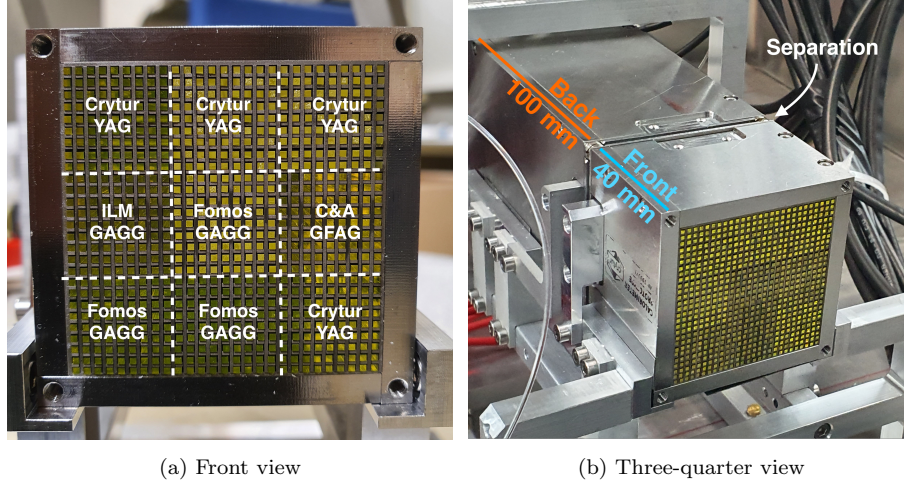 Crytur
YAG
Crytur
YAG
Crytur
YAG
ILM
GAGG
Fomos
GAGG
C&A
GFAG
Fomos
GAGG
Fomos
GAGG
Crytur
YAG
Separation
Back
100 mm
Front
40 mm
CALORIMETER
(a) Front view
(b) Three-quarter view